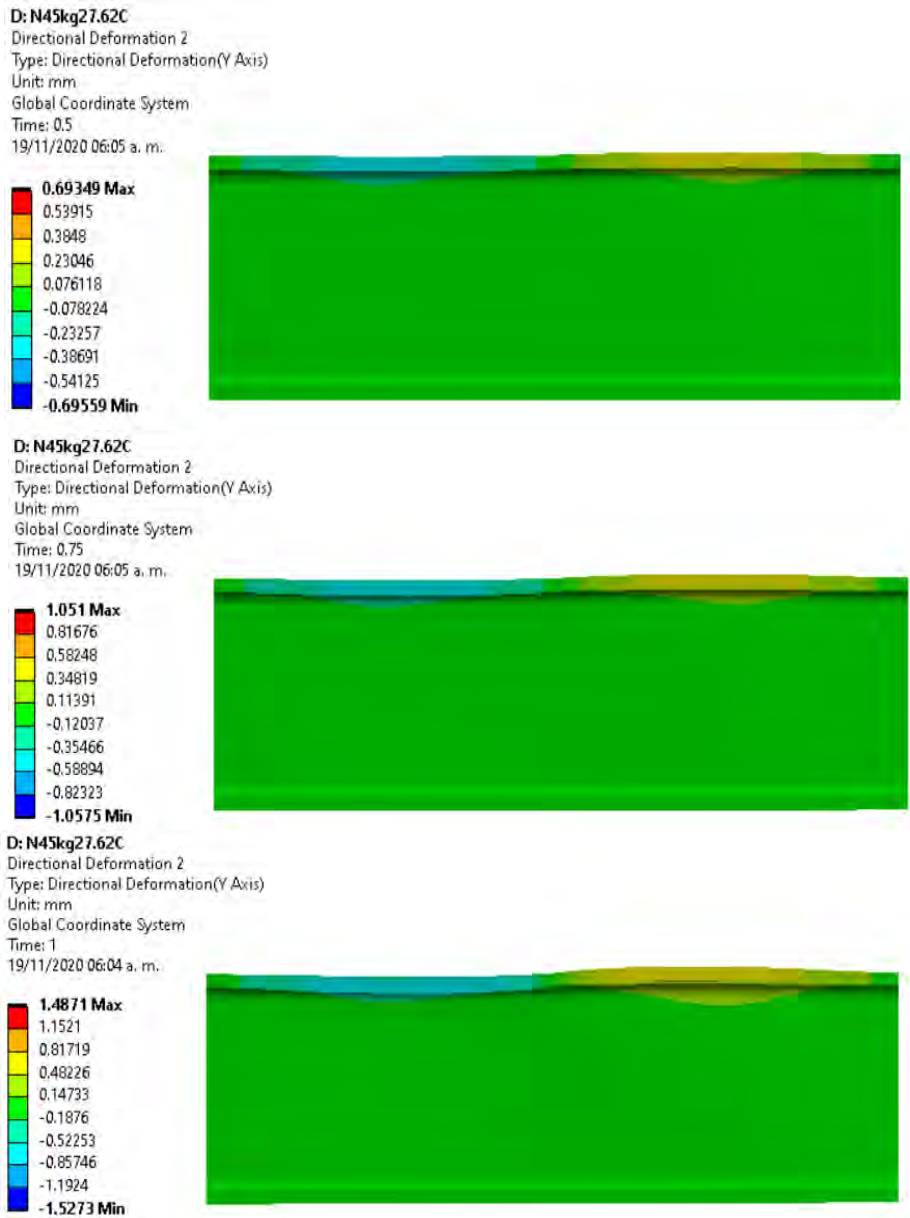 D: N45kg27.62C
Directional Deformation 2
Type: Directional Deformation(Y Axis)
Unit: mm
Global Coordinate System
Time: 0.5
19/11/2020 06:05 a. m.
0.69349 Max
0.53915
0.3848
0.23046
0.076118
-0.078224
-0.23257
-0.38691
-0.54125
-0.69559 Min
D: N45kg27.62C
Directional Deformation 2
Type: Directional Deformation(Y Axis)
Unit: mm
Global Coordinate System
Time: 0.75
19/11/2020 06:05 a. m.
1.051 Max
0.81676
0.58248
0.34819
0.11391
-0.12037
-0.35466
-0.58894
-0.82323
-1.0575 Min
D: N45kg27.62C
Directional Deformation 2
Type: Directional Deformation(Y Axis)
Unit: mm
Global Coordinate System
Time: 1
19/11/2020 06:04 a. m.
1.4871 Max
1.1521
0.81719
0.48226
0.14733
-0.1876
-0.52253
-0.85746
-1.1924
-1.5273 Min